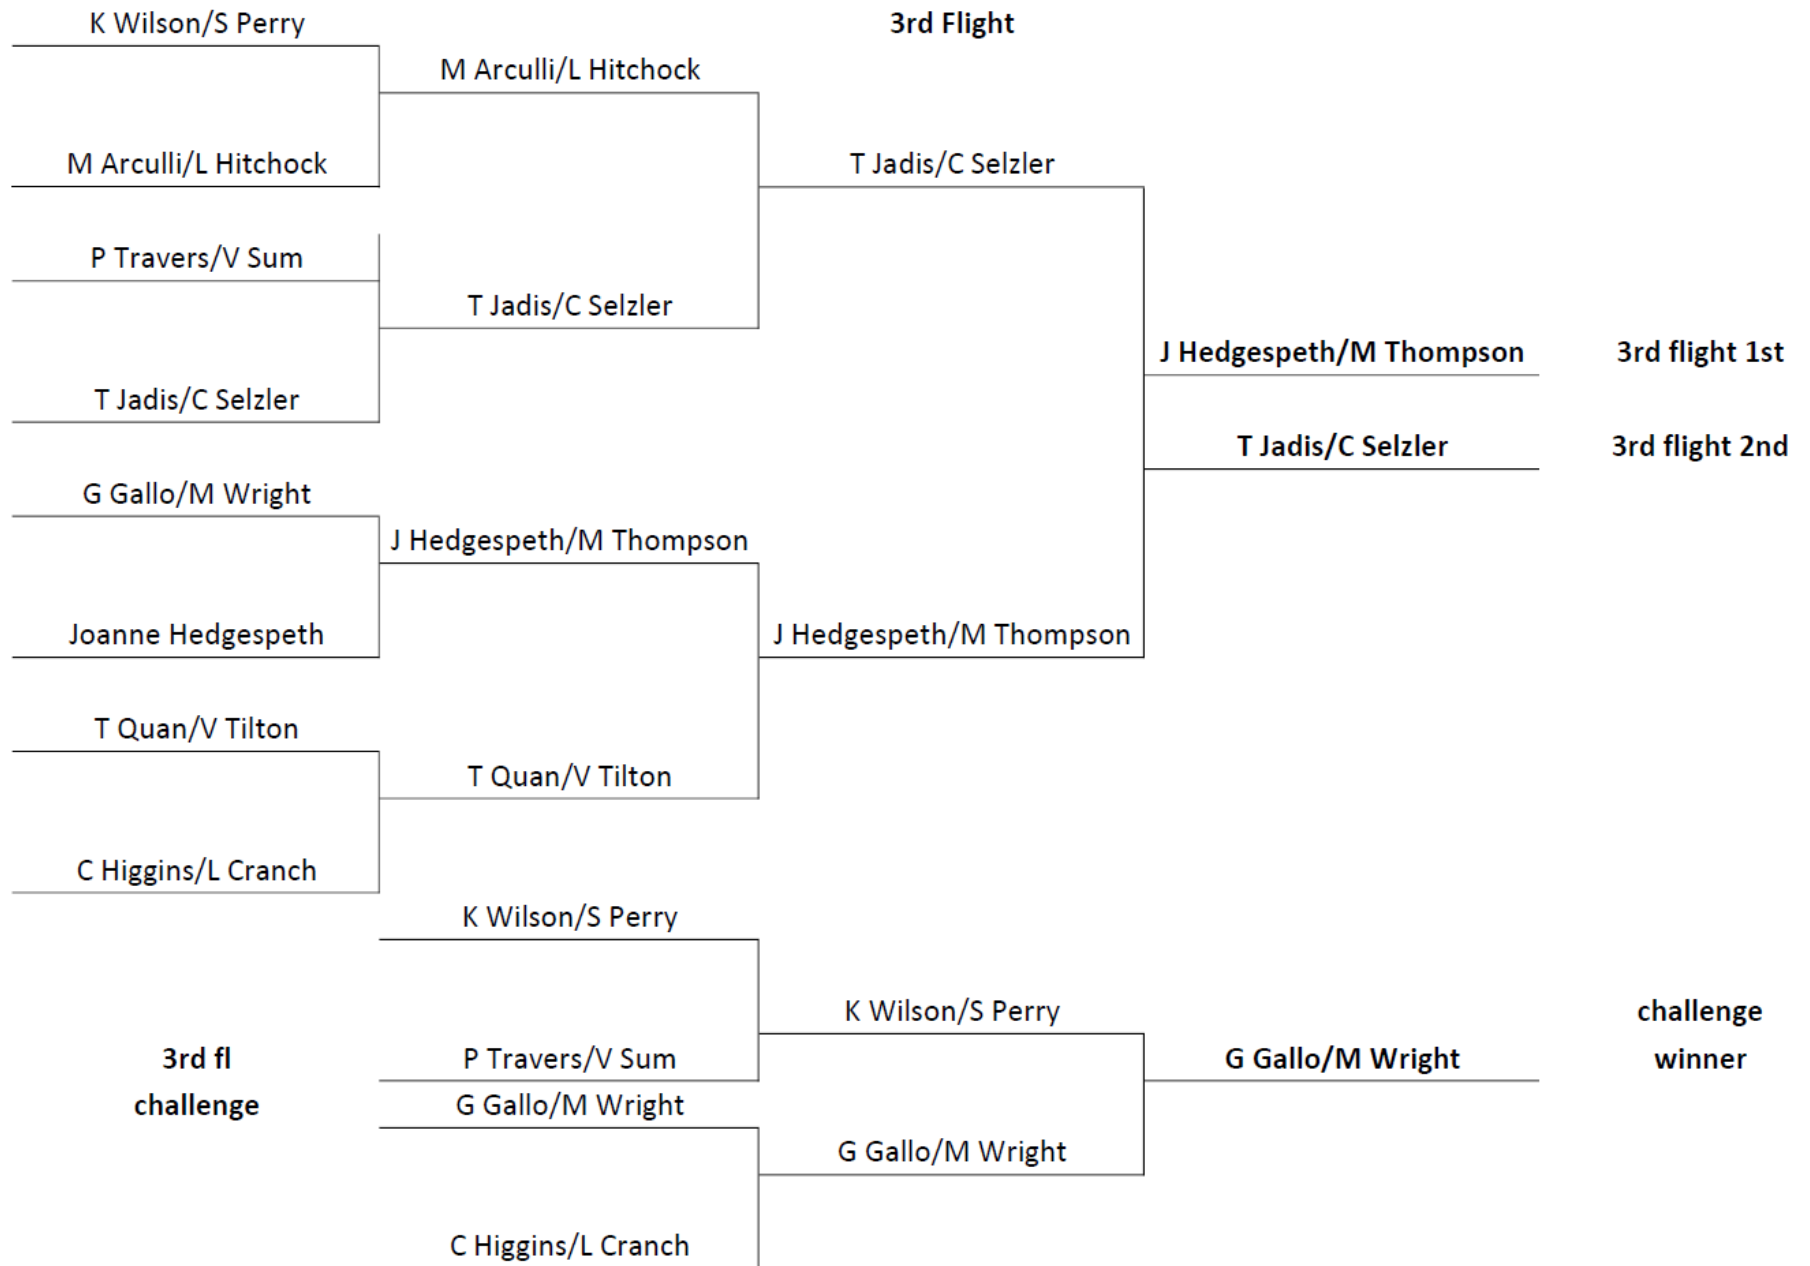 K Wilson/S Perry
3rd Flight
M Arculli/L Hitchock
M Arculli/L Hitchock
T Jadis/C Selzler
P Travers/V Sum
T Jadis/C Selzler
J Hedgespeth/M Thompson
3rd flight 1st
T Jadis/C Selzler
T Jadis/C Selzler
3rd flight 2nd
G Gallo/M Wright
J Hedgespeth/M Thompson
Joanne Hedgespeth
J Hedgespeth/M Thompson
T Quan/V Tilton
T Quan/V Tilton
C Higgins/L Cranch
K Wilson/S Perry
K Wilson/S Perry
challenge
3rd fl
P Travers/V Sum
G Gallo/M Wright
winner
challenge
G Gallo/M Wright
G Gallo/M Wright
C Higgins/L Cranch